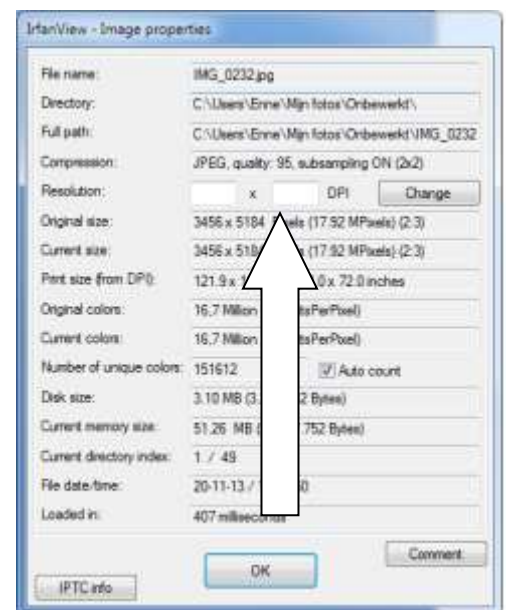 IrfanView - Image properties
File name: IMG_0232.jpg
Directory: C:\Users\Enne\Mijn fotos\Onbewerkt\
Full path: C:\Users\Enne\Mijn fotos\Onbewerkt\IMG_0232
Compression: JPEG, quality: 95, subsampling ON (2x2)
Resolution: x DPI Change
Original size: 3456 x 5184 Pixels (17.92 MPixels) (2:3)
Current size: 3456 x 5184 Pixels (17.92 MPixels) (2:3)
Print size (from DPI): 121.9 x x 72.0 inches
Original colors: 16,7 Million
Current colors: 16,7 Million
Number of unique colors: 151612 Auto count
Disk size: 3.10 MB Bytes)
Current memory size: 51.26 MB Bytes)
Current directory index: 1 / 49
File date/time: 20-11-13 /
Loaded in: 407 milliseconds
Comment
OK
IPTC info